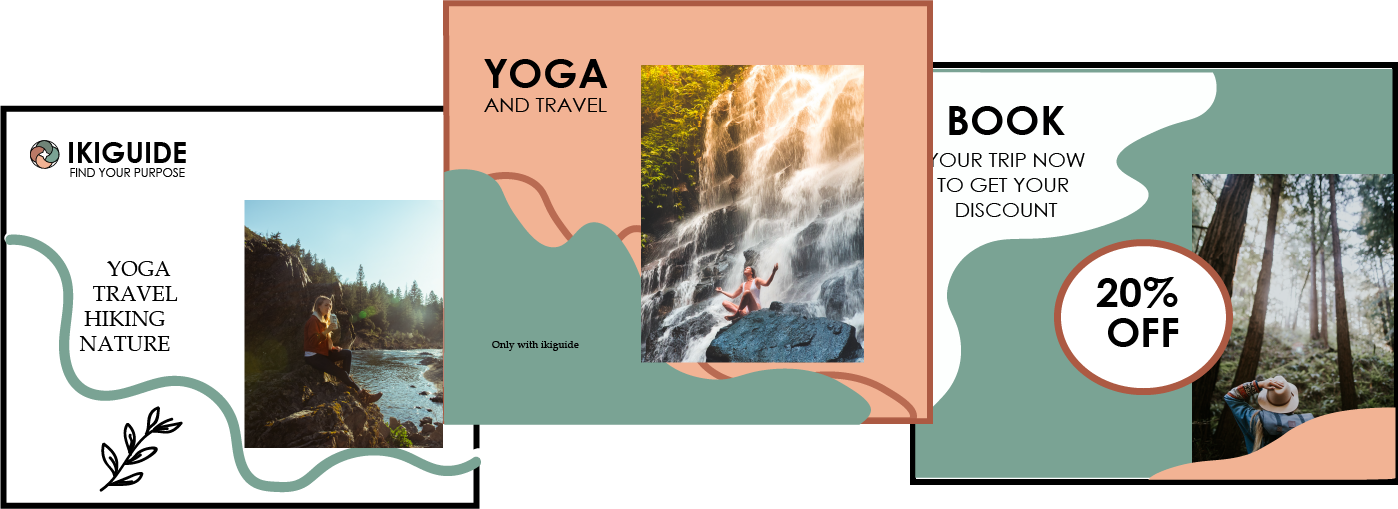 IKIGUIDE
FIND YOUR PURPOSE
YOGA
TRAVEL
HIKING
NATURE
YOGA
AND TRAVEL
Only with ikiguide
BOOK
YOUR TRIP NOW
TO GET YOUR
DISCOUNT
20%
OFF